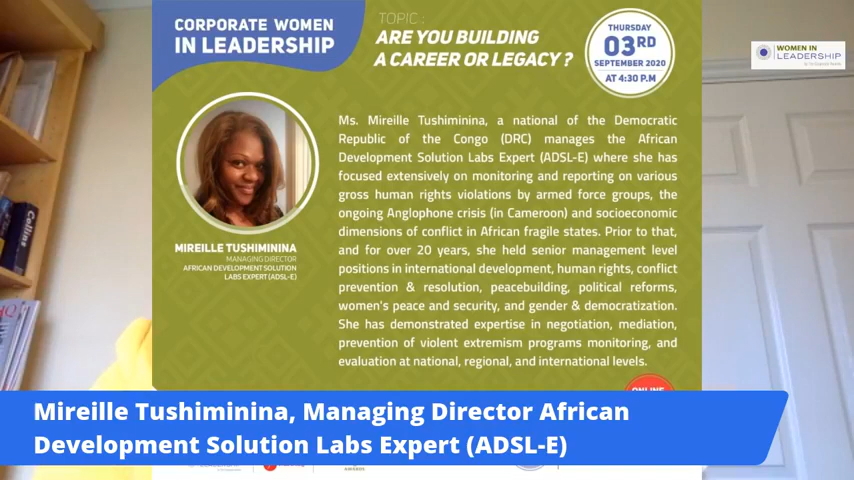 CORPORATE WOMEN
IN LEADERSHIP
TOPIC :
ARE YOU BUILDING
A CAREER OR LEGACY ?
THURSDAY
03RD
SEPTEMBER 2020
AT 4:30 P.M
WOMEN IN
LEADERSHIP
Ms. Mireille Tushiminina, a national of the Democratic
Republic of the Congo (DRC) manages the African
Development Solution Labs Expert (ADSL-E) where she has
focused extensively on monitoring and reporting on various
gross human rights violations by armed force groups, the
ongoing Anglophone crisis (in Cameroon) and socioeconomic
dimensions of conflict in African fragile states. Prior to that,
and for over 20 years, she held senior management level
positions in international development, human rights, conflict
prevention & resolution, peacebuilding, political reforms,
women's peace and security, and gender & democratization.
She has demonstrated expertise in negotiation, mediation,
prevention of violent extremism programs monitoring, and
evaluation at national, regional, and international levels.
MIREILLE TUSHIMININA
MANAGING DIRECTOR
AFRICAN DEVELOPMENT SOLUTION
LABS EXPERT (ADSL-E)
Collins
ONLINE
Mireille Tushiminina, Managing Director African
Development Solution Labs Expert (ADSL-E)